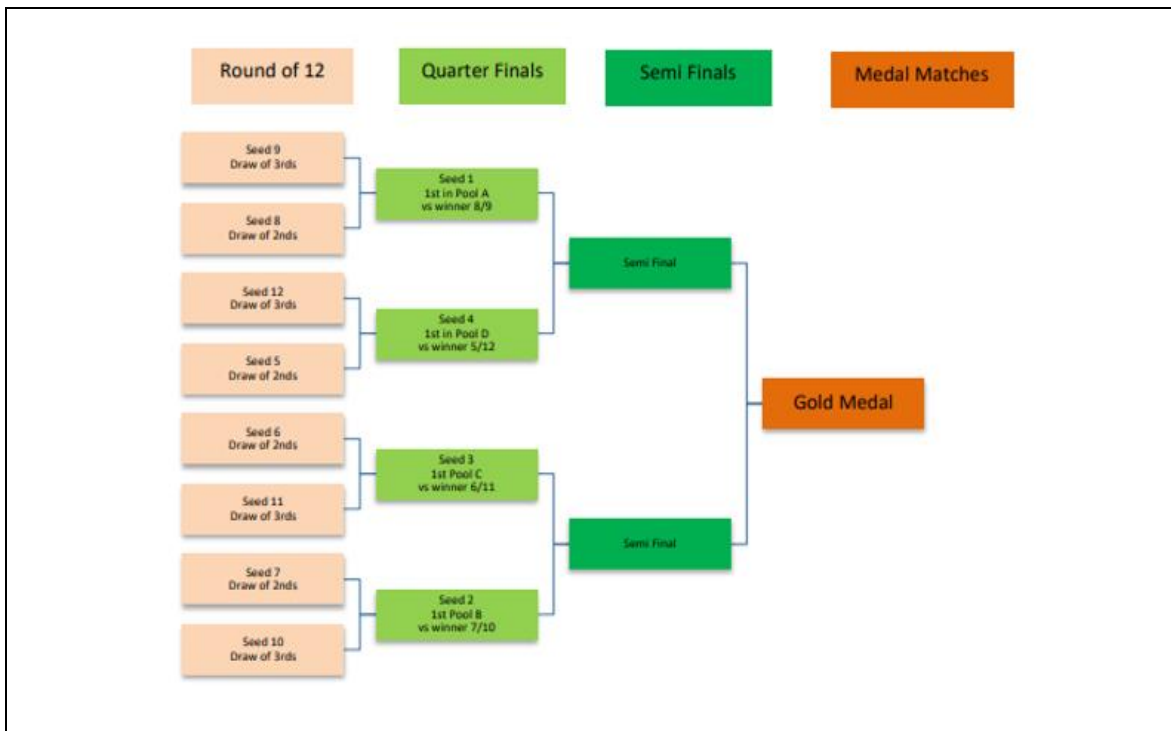 Round of 12
Quarter Finals
Semi Finals
Medal Matches
Seed 9
Draw of 3rds
Seed 8
Draw of 2nds
Seed 12
Draw of 3rds
Seed 5
Draw of 2nds
Seed 6
Draw of 2nds
Seed 11
Draw of 3rds
Seed 7
Draw of 2nds
Seed 10
Draw of 3rds
Seed 1
1st in Pool A
vs winner 8/9
Seed 4
1st in Pool D
vs winner 5/12
Seed 3
1st Pool C
vs winner 6/11
Seed 2
1st Pool B
vs winner 7/10
Semi Final
Semi Final
Gold Medal